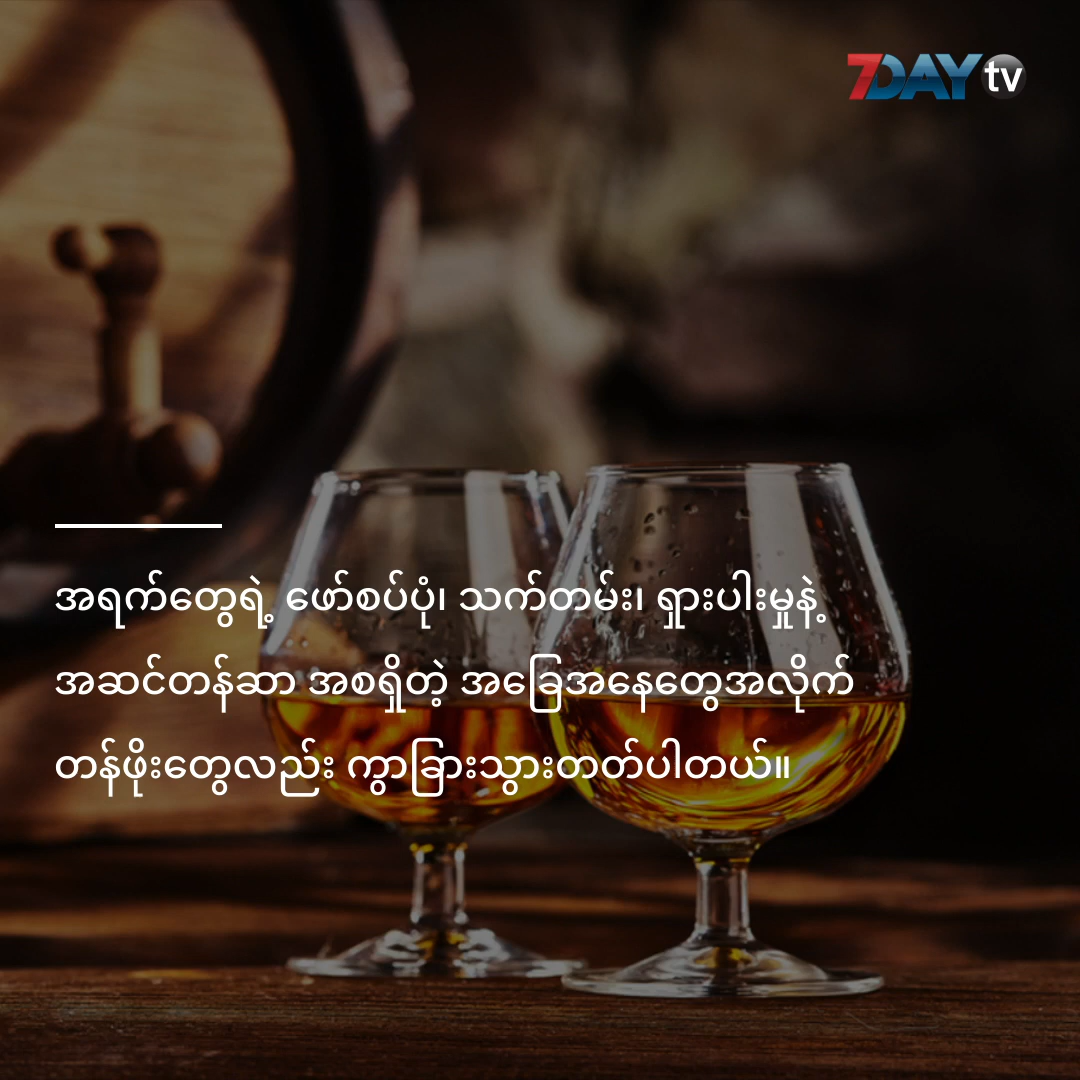 7DAY tv
အရက်တွေရဲ့ ဖော်စပ်ပုံ၊ သက်တမ်း၊ ရှားပါးမှုနဲ့
အဆင်တန်ဆာ အစရှိတဲ့ အခြေအနေတွေအလိုက်
တန်ဖိုးတွေလည်း ကွာခြားသွားတတ်ပါတယ်။